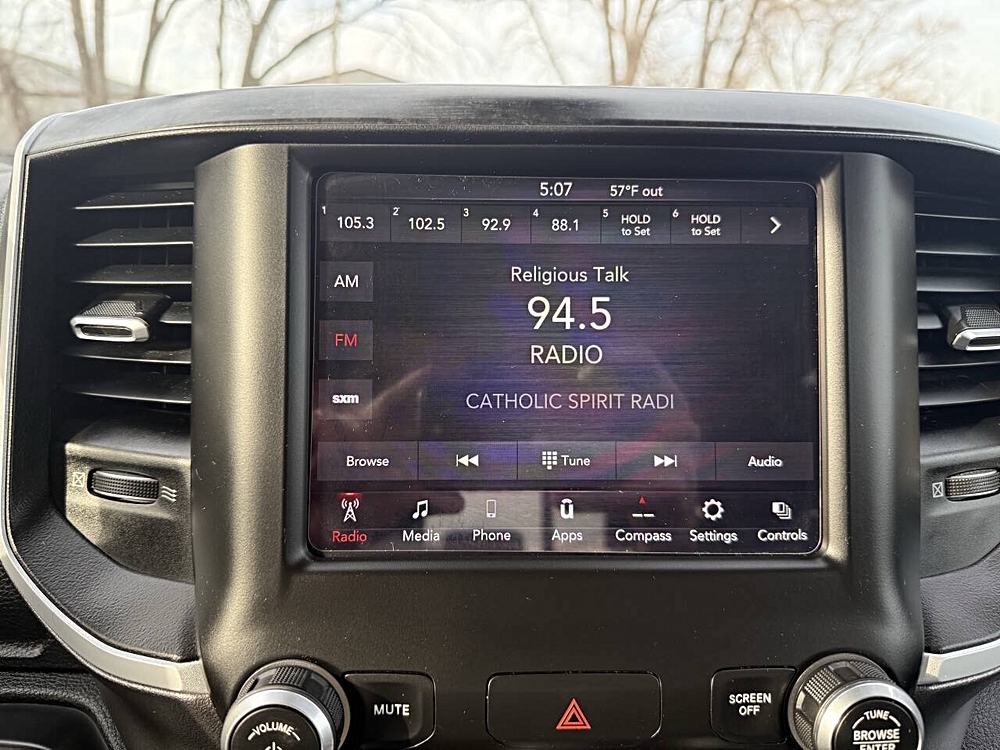 5:07 57°F out
1 105.3 2 102.5 3 92.9 4 88.1 5 HOLD to Set 6 HOLD to Set
AM
Religious Talk
94.5
FM
RADIO
sxm
CATHOLIC SPIRIT RADI
Browse Tune Audio
Radio Media Phone Apps Compass Settings Controls
VOLUME
MUTE
SCREEN
OFF
TUNE
BROWSE
ENTER